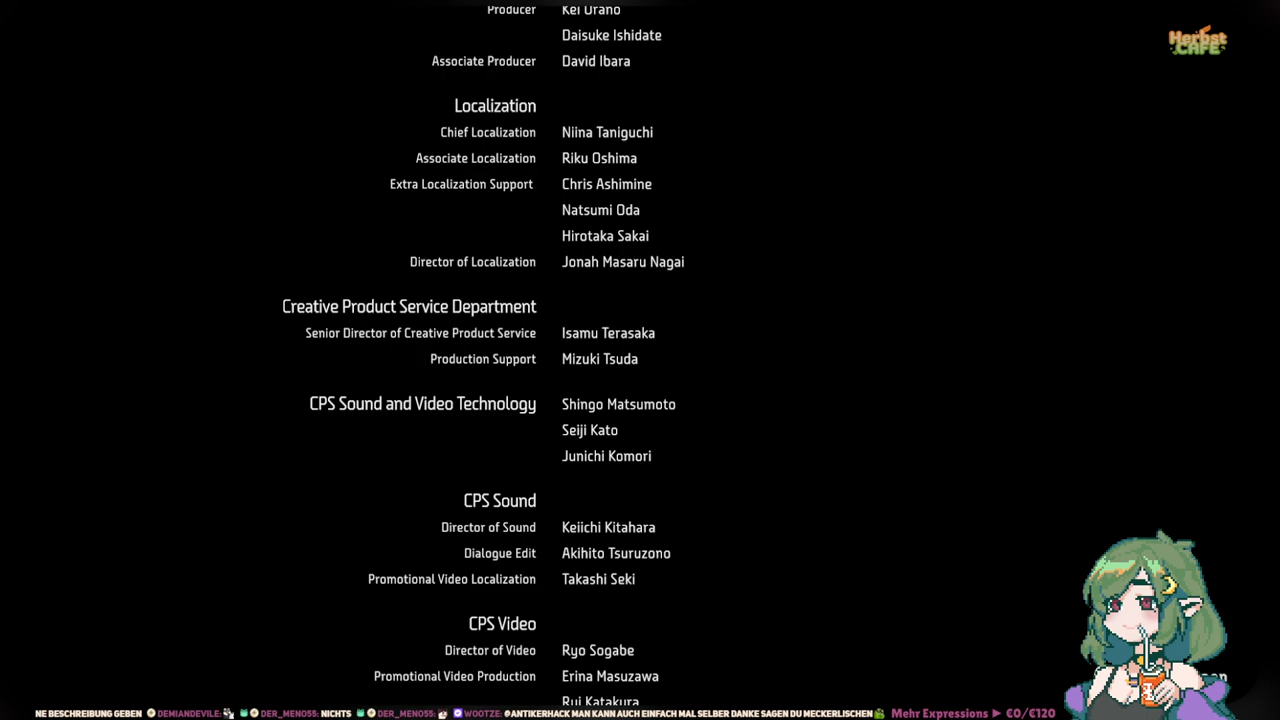 Producer Kei Urano
Daisuke Ishidate
Associate Producer David Ibara
Localization
Chief Localization Niina Taniguchi
Associate Localization Riku Oshima
Extra Localization Support Chris Ashimine
Natsumi Oda
Hirotaka Sakai
Director of Localization Jonah Masaru Nagai
Creative Product Service Department
Senior Director of Creative Product Service Isamu Terasaka
Production Support Mizuki Tsuda
CPS Sound and Video Technology Shingo Matsumoto
Seiji Kato
Junichi Komori
CPS Sound
Director of Sound Keiichi Kitahara
Dialogue Edit Akihito Tsuruzono
Promotional Video Localization Takashi Seki
CPS Video
Director of Video Ryo Sogabe
Promotional Video Production Erina Masuzawa
Rui Katakura
Herbst
CAFE
NE BESCHREIBUNG GEBEN DEMIANDEVILE: DER_MENO55: NICHTS DER_MENO55: WOOTZE: @ANTIKERHACK MAN KANN AUCH EINFACH MAL SELBER DANKE SAGEN DU MECKERLISCHEN Mehr Expressions ► €0/€120